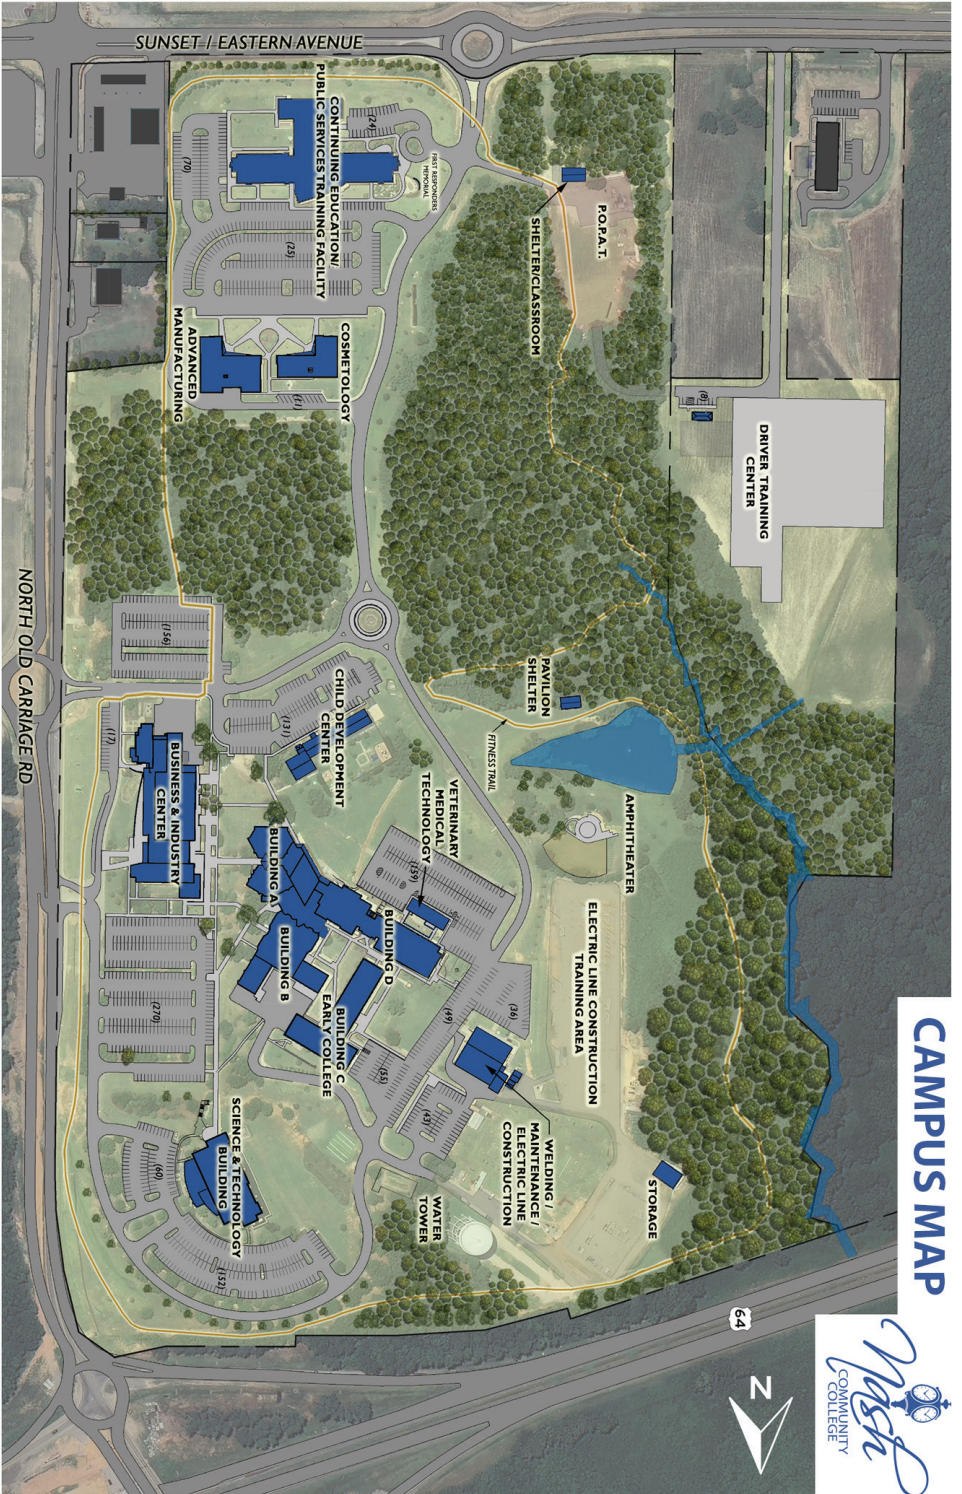 CAMPUS MAP
Nash
COMMUNITY
COLLEGE
N
64
SUNSET / EASTERN AVENUE
NORTH OLD CARRIAGE RD
CONTINUING EDUCATION/
PUBLIC SERVICES TRAINING FACILITY
(24)
(70)
FIRST RESPONDERS
MEMORIAL
(25)
P.O.P.A.T.
SHELTER/CLASSROOM
COSMETOLOGY
ADVANCED
MANUFACTURING
(11)
(8)
DRIVER TRAINING
CENTER
(156)
(131)
CHILD DEVELOPMENT
CENTER
PAVILION
SHELTER
FITNESS TRAIL
AMPHITHEATER
(17)
BUSINESS & INDUSTRY
CENTER
VETERINARY
MEDICAL
TECHNOLOGY
(159)
BUILDING A
BUILDING B
BUILDING D
BUILDING C
EARLY COLLEGE
ELECTRIC LINE CONSTRUCTION
TRAINING AREA
(36)
(49)
(55)
(43)
(270)
WELDING /
MAINTENANCE /
ELECTRIC LINE
CONSTRUCTION
STORAGE
WATER
TOWER
SCIENCE & TECHNOLOGY
BUILDING
(60)
(152)